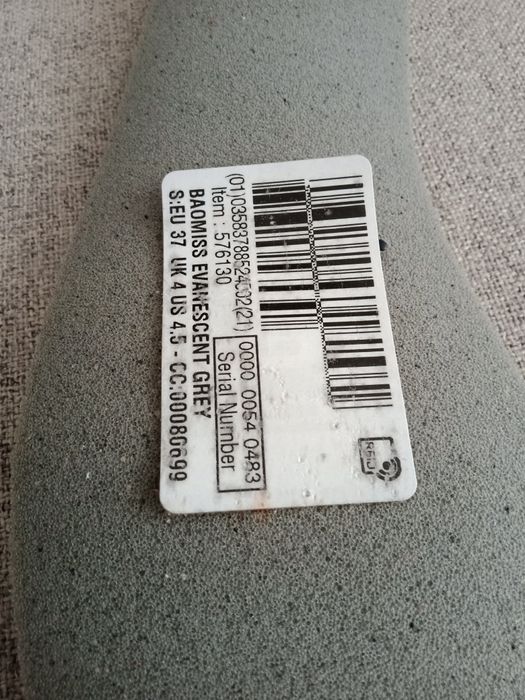 (01)03583788524002(21) 0000 0054 0483
Item : 576130
Serial Number
BAOMISS EVANESCENT GREY
S:EU 37 UK 4 US 4.5 - CC:00080699
RFID